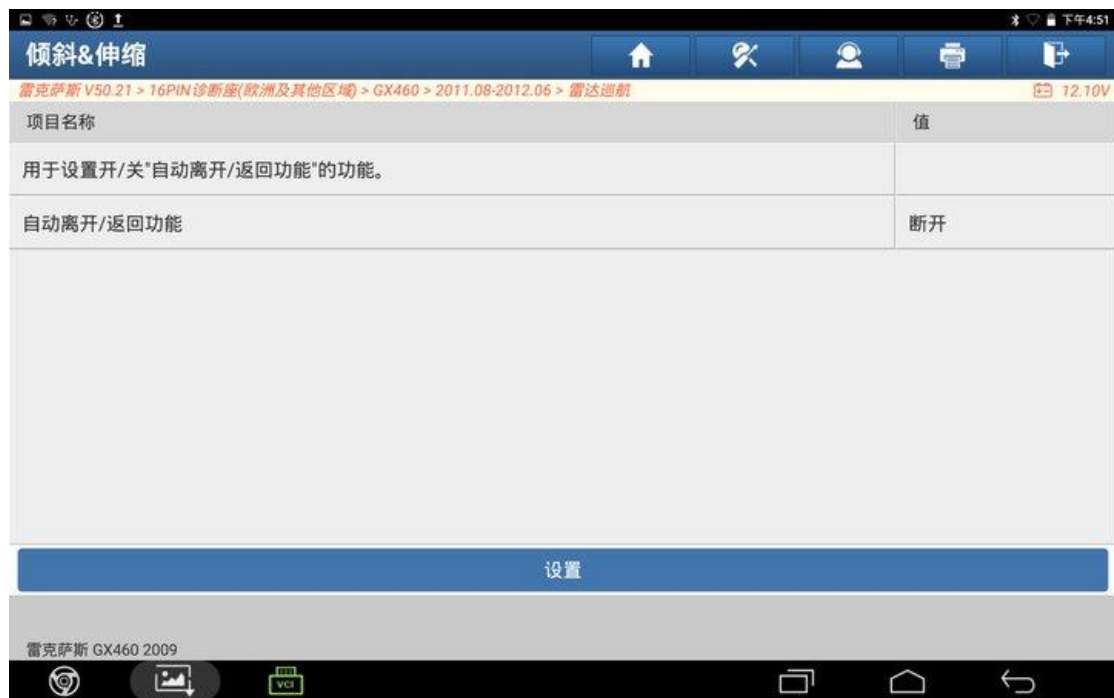 下午4:51
倾斜&伸缩
雷克萨斯 V50.21 > 16PIN诊断座(欧洲及其他区域) > GX460 > 2011.08-2012.06 > 雷达巡航 12.10V
项目名称 值
用于设置开/关"自动离开/返回功能"的功能。
自动离开/返回功能 断开
设置
雷克萨斯 GX460 2009
VCI